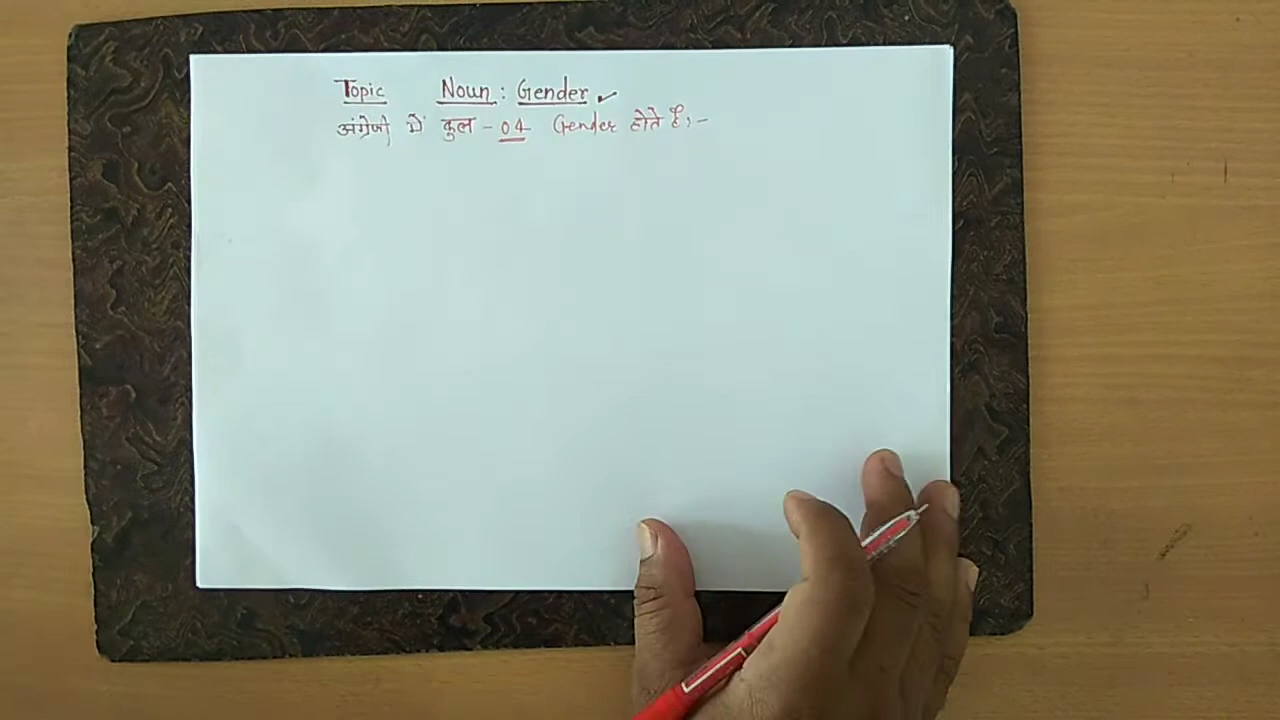 Topic Noun : Gender ✓
अंग्रेजी में कुल - 04 Gender होते हैं :-